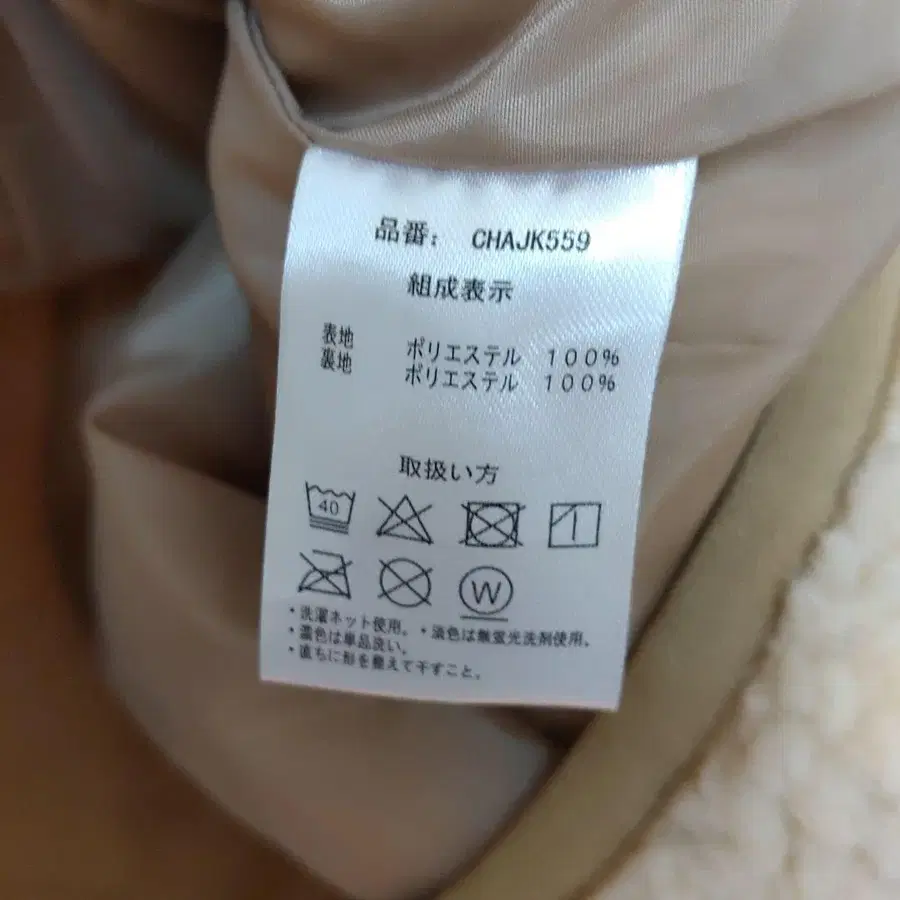 品番: CHAJK559
組成表示
表地 ポリエステル 100%
裏地 ポリエステル 100%
取扱い方
40
W
・洗濯ネット使用。・淡色は無蛍光洗剤使用。
・濃色は単品洗い。
・直ちに形を整えて干すこと。